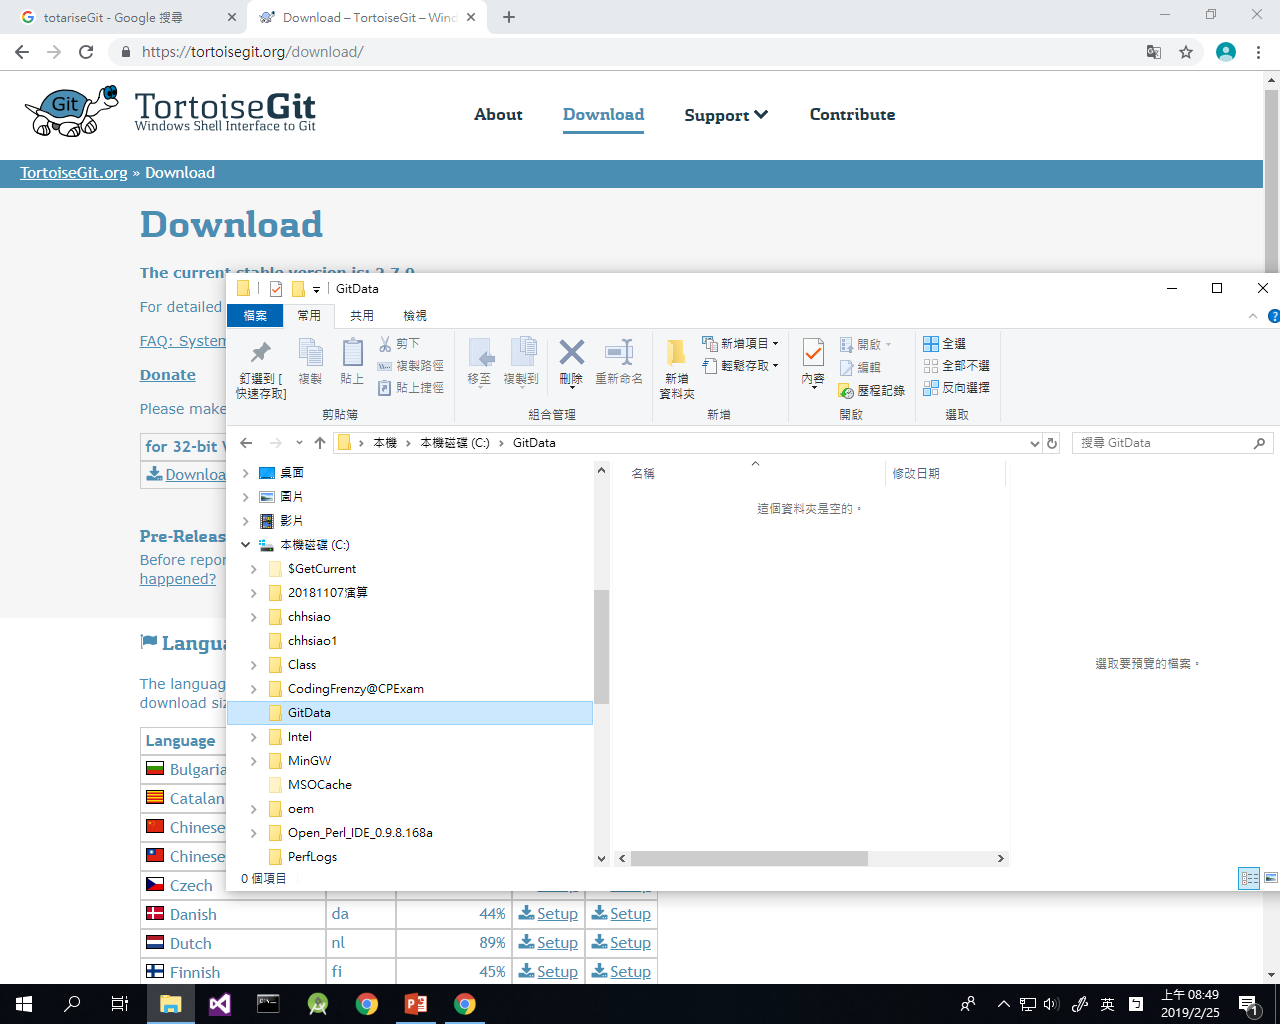 totariseGit - Google 搜尋
Download – TortoiseGit – Wind
https://tortoisegit.org/download/
Git
TortoiseGit
Windows Shell Interface to Git
About
Download
Support
Contribute
TortoiseGit.org » Download
Download
The current stable version is: 2.7.0
For detailed
FAQ: System
Donate
Please make
for 32-bit
Download
Pre-Releas
Before repor
happened?
Langua
The languag
download siz
Language
Bulgaria
Catalan
Chinese
Chinese
Czech
Danish da 44% Setup Setup
Dutch nl 89% Setup Setup
Finnish fi 45% Setup Setup
GitData
檔案 常用 共用 檢視
釘選到 [
快速存取]
複製
貼上
剪下
複製路徑
貼上捷徑
剪貼簿
移至
複製到
刪除
重新命名
組合管理
新增
資料夾
新增項目
輕鬆存取
新增
內容
開啟
編輯
歷程記錄
開啟
全選
全部不選
反向選擇
選取
本機 本機磁碟 (C:) GitData
搜尋 GitData
桌面
圖片
影片
本機磁碟 (C:)
$GetCurrent
20181107演算
chhsiao
chhsiao1
Class
CodingFrenzy@CPExam
GitData
Intel
MinGW
MSOCache
oem
Open_Perl_IDE_0.9.8.168a
PerfLogs
名稱
修改日期
這個資料夾是空的。
選取要預覽的檔案。
0 個項目
英
上午 08:49
2019/2/25
1